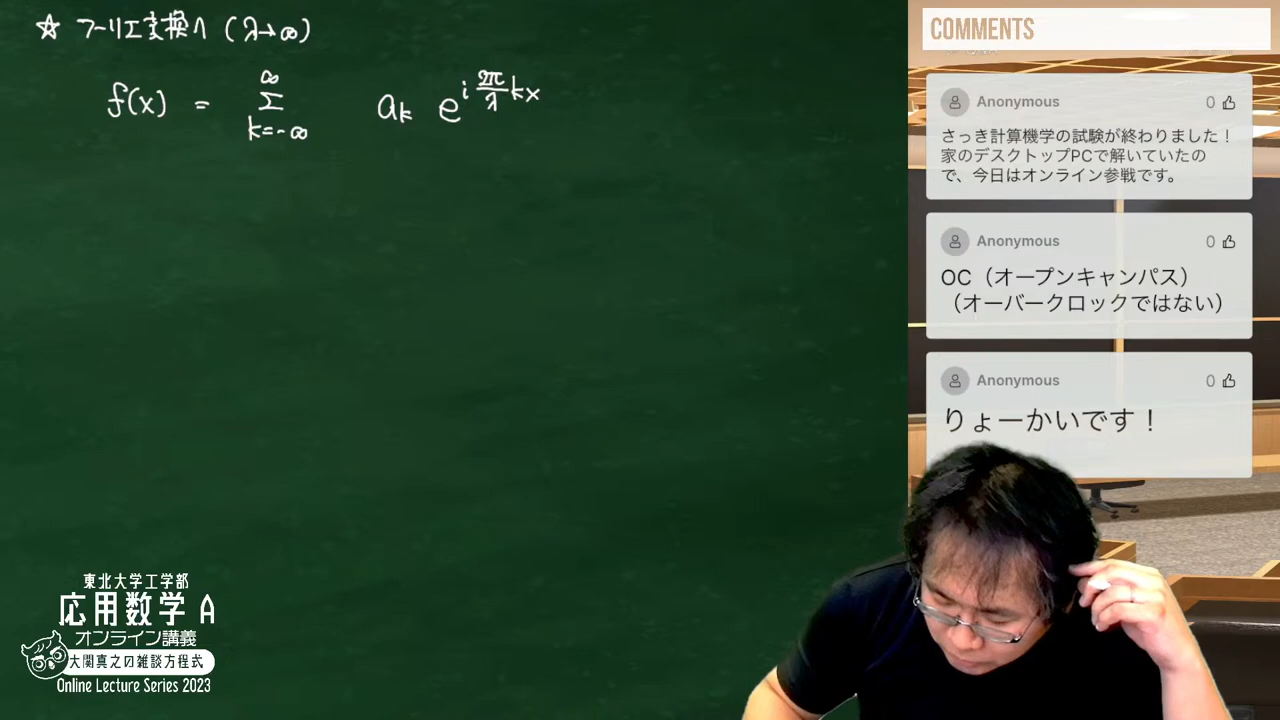 ☆ フーリエ変換へ (λ→∞)
f(x) = ∞Σk=-∞ a_k e^{i 2π/λ kx}
COMMENTS
Anonymous 0
さっき計算機学の試験が終わりました！
家のデスクトップPCで解いていたの
で、今日はオンライン参戦です。
Anonymous 0
OC（オープンキャンパス）
（オーバークロックではない）
Anonymous 0
りょーかいです！
東北大学工学部
応用数学 A
オンライン講義
大関真之の雑談方程式
Online Lecture Series 2023